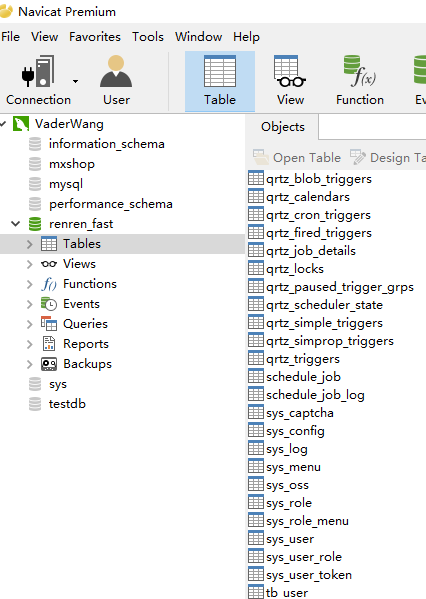 Navicat Premium
File View Favorites Tools Window Help
Connection User Table View Function
f(x)
VaderWang
information_schema
mxshop
mysql
performance_schema
renren_fast
Tables
Views
f() Functions
Events
Queries
Reports
Backups
sys
testdb
Objects
Open Table Design
qrtz_blob_triggers
qrtz_calendars
qrtz_cron_triggers
qrtz_fired_triggers
qrtz_job_details
qrtz_locks
qrtz_paused_trigger_grps
qrtz_scheduler_state
qrtz_simple_triggers
qrtz_simprop_triggers
qrtz_triggers
schedule_job
schedule_job_log
sys_captcha
sys_config
sys_log
sys_menu
sys_oss
sys_role
sys_role_menu
sys_user
sys_user_role
sys_user_token
tb_user